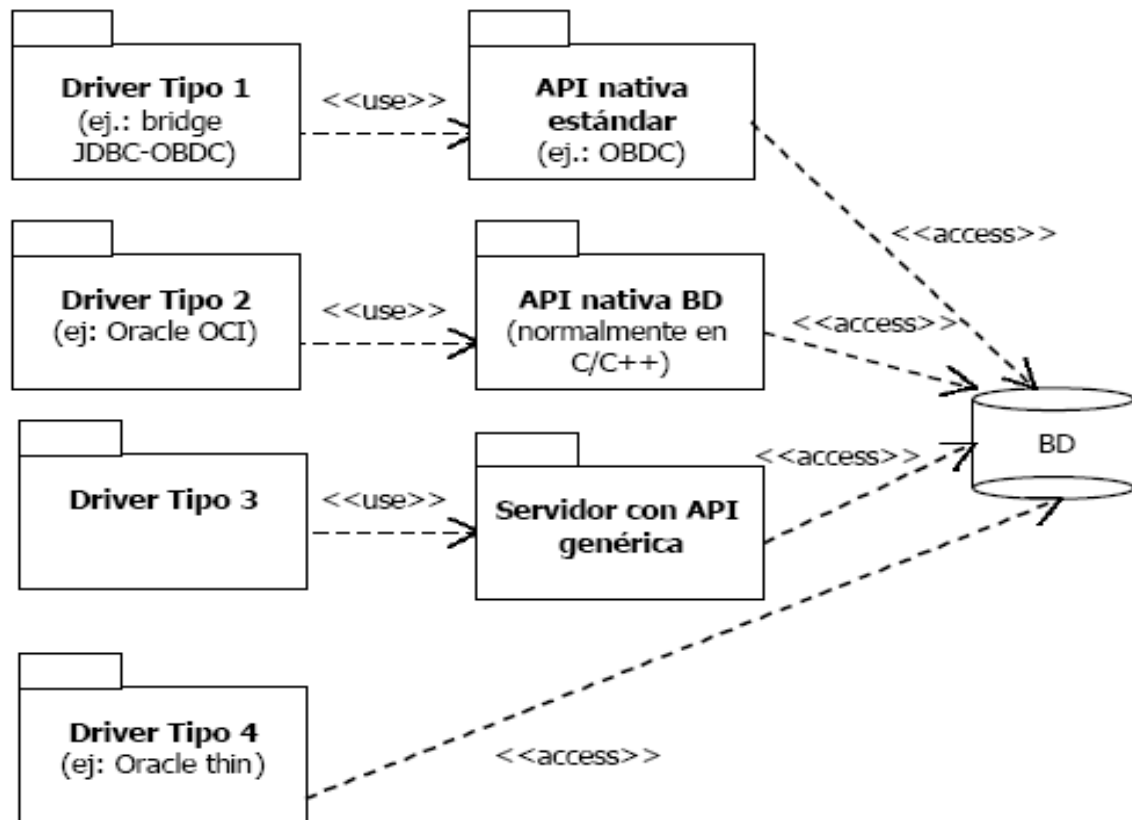 Driver Tipo 1
(ej.: bridge
JDBC-OBDC)
<<use>>
API nativa
estándar
(ej.: OBDC)
<<access>>
Driver Tipo 2
(ej: Oracle OCI)
<<use>>
API nativa BD
(normalmente en
C/C++)
<<access>>
BD
Driver Tipo 3
<<use>>
Servidor con API
genérica
<<access>>
Driver Tipo 4
(ej: Oracle thin)
<<access>>